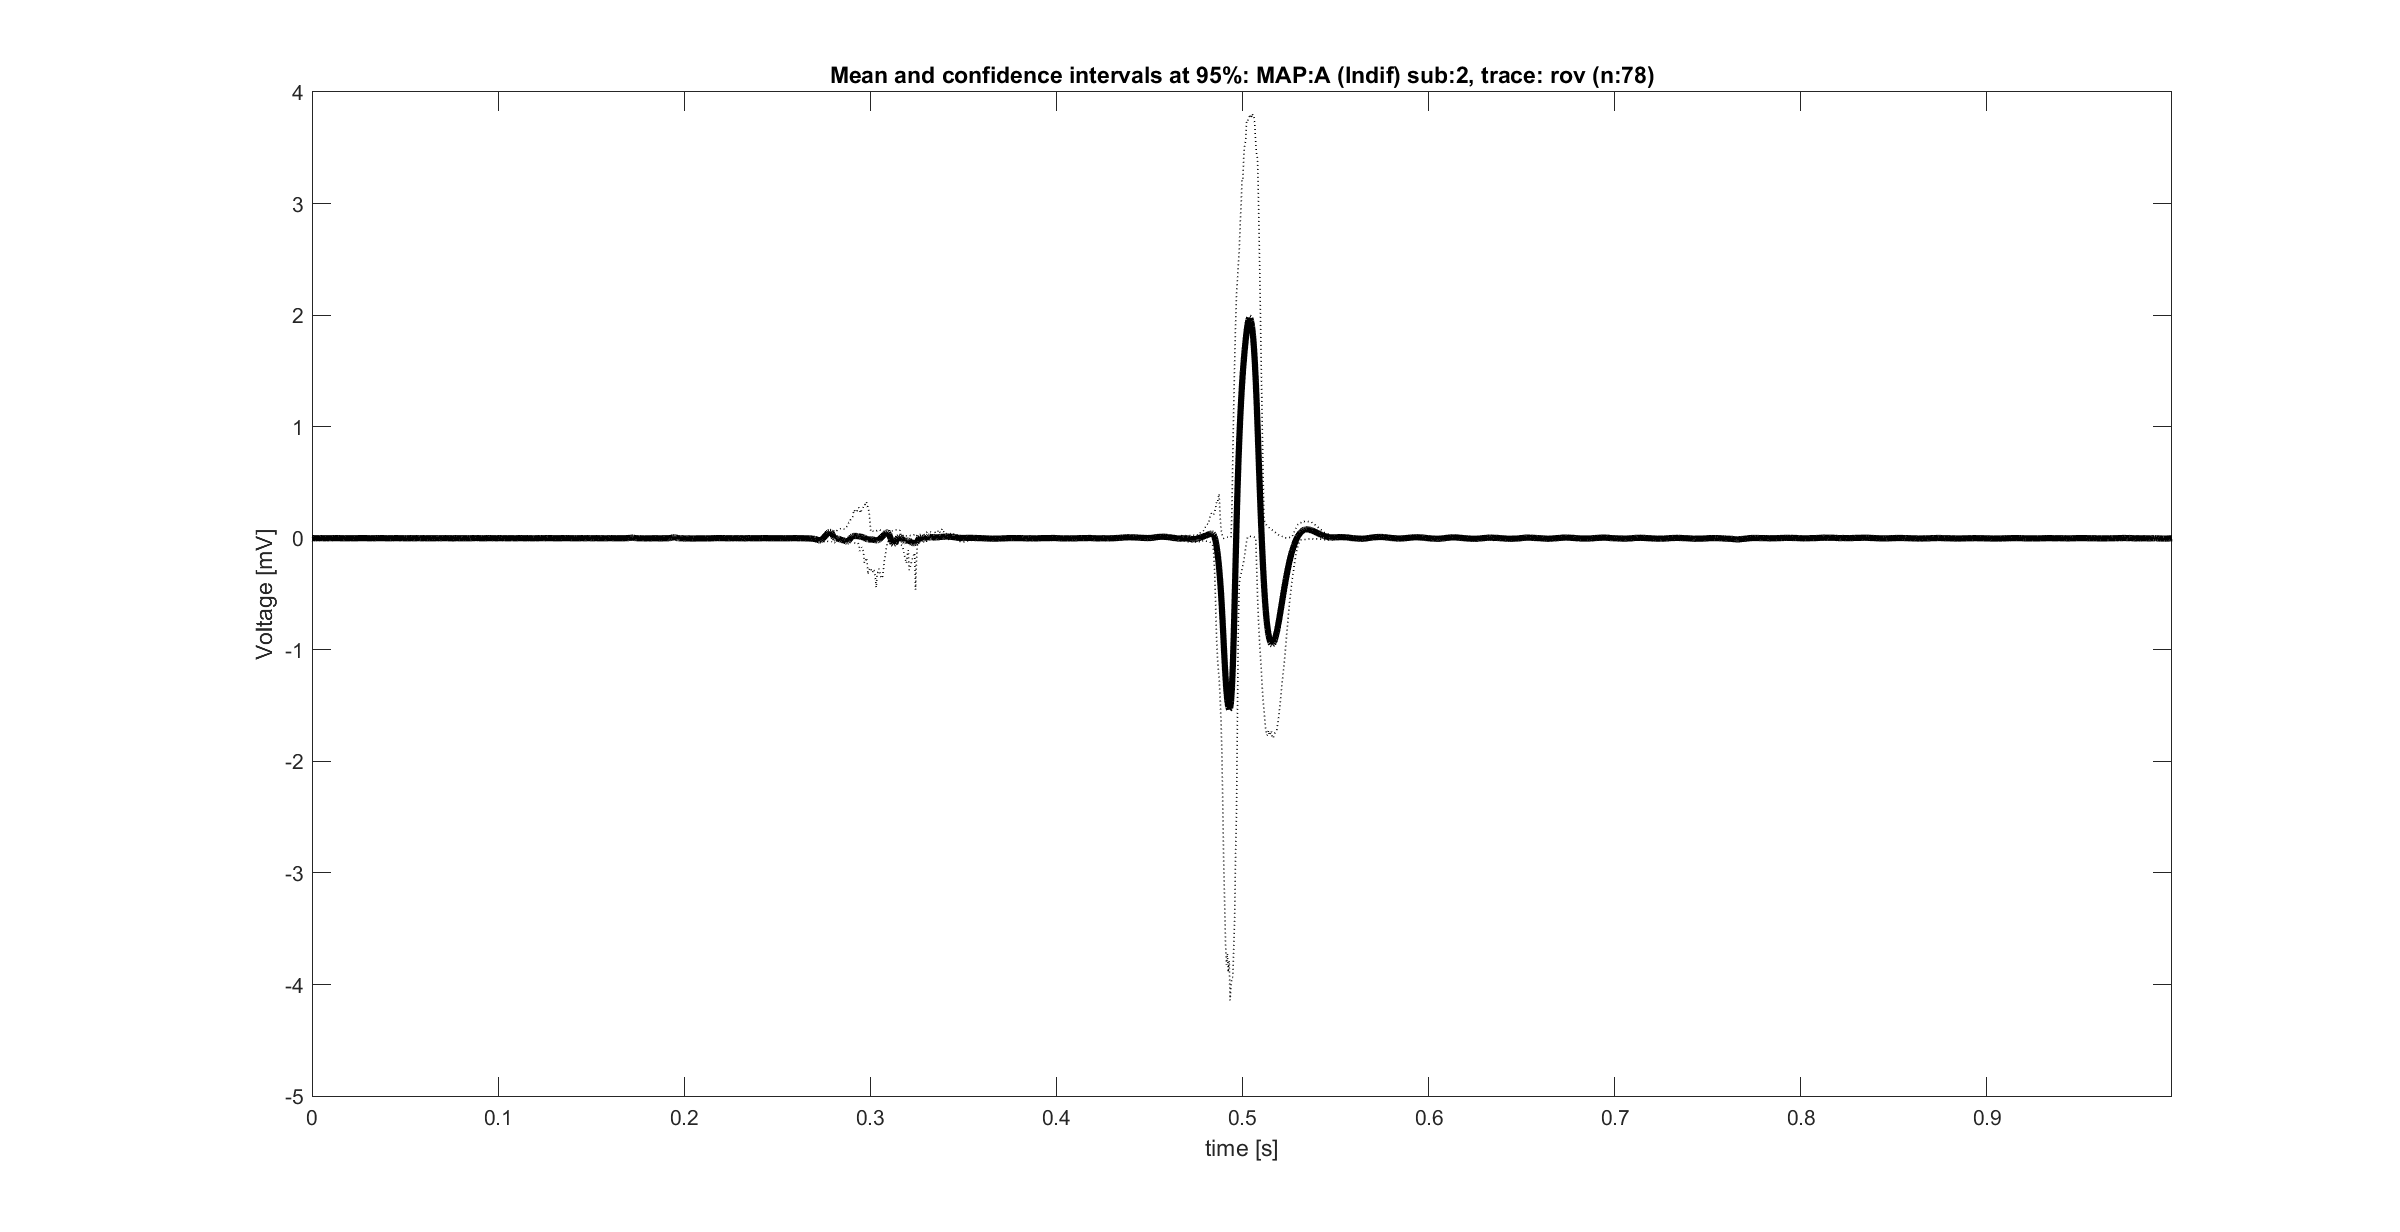 Mean and confidence intervals at 95%: MAP:A (Indif) sub:2, trace: rov (n:78)
4
3
2
1
0
-1
-2
-3
-4
-5
Voltage [mV]
0 0.1 0.2 0.3 0.4 0.5 0.6 0.7 0.8 0.9
time [s]